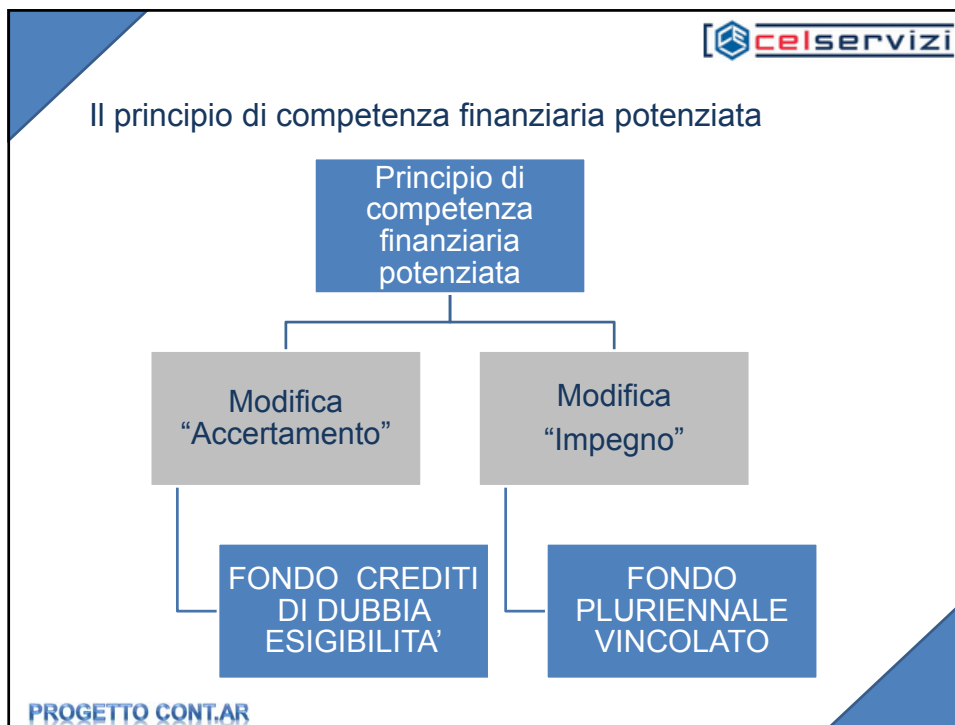 celservizi
Il principio di competenza finanziaria potenziata
Principio di
competenza
finanziaria
potenziata
Modifica
“Accertamento”
Modifica
“Impegno”
FONDO CREDITI
DI DUBBIA
ESIGIBILITA’
FONDO
PLURIENNALE
VINCOLATO
PROGETTO CONT.AR